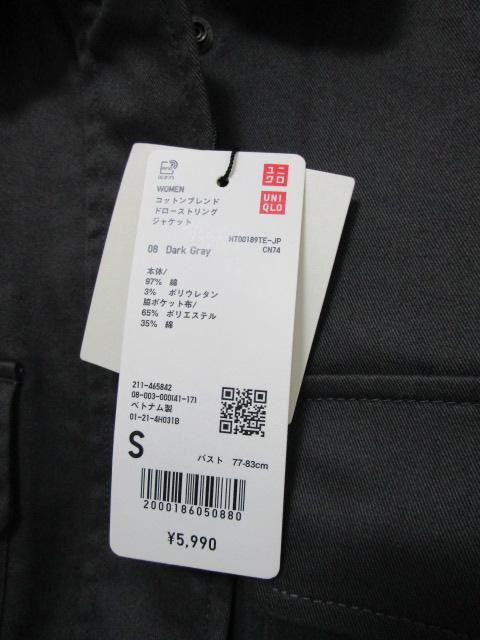 WOMEN
コットンブレンド
ドローストリング
ジャケット
ユニ
クロ
UNI
QLO
HT00189TE-JP
CN74
08 Dark Gray
本体/
97% 綿
3% ポリウレタン
脇ポケット布/
65% ポリエステル
35% 綿
211-465842
08-003-000(41-17)
ベトナム製
01-21-4H031B
S
バスト 77-83cm
2000186050880
¥5,990